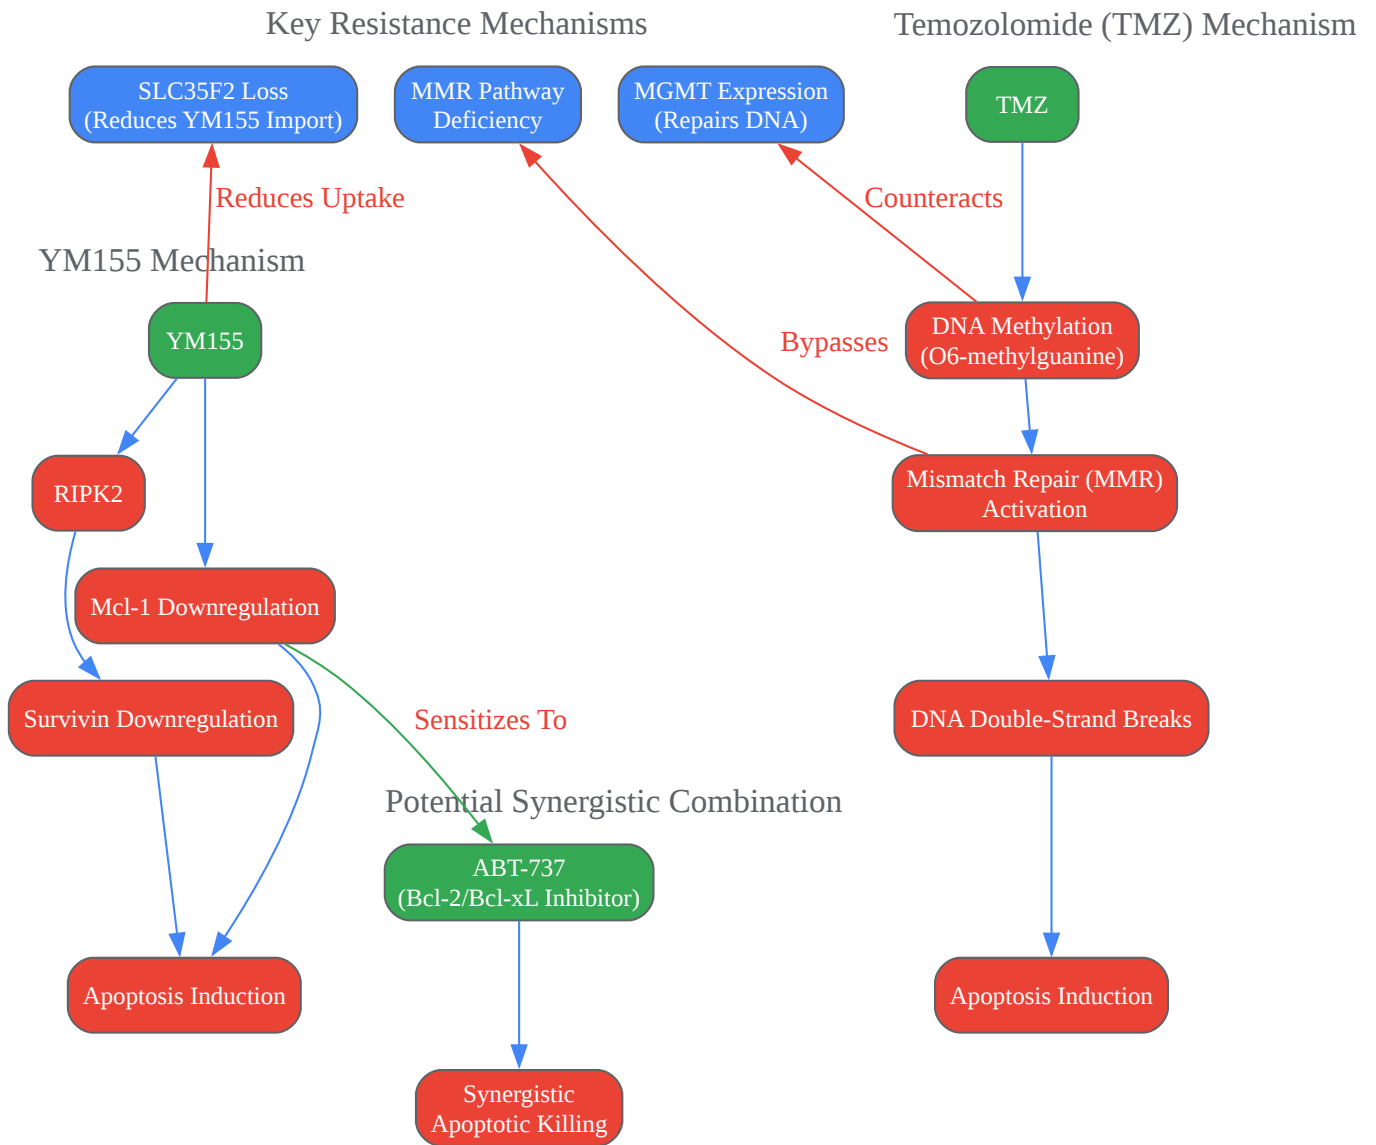 Key Resistance Mechanisms
Temozolomide (TMZ) Mechanism
SLC35F2 Loss
(Reduces YM155 Import)
MMR Pathway
Deficiency
MGMT Expression
(Repairs DNA)
TMZ
Reduces Uptake
Counteracts
YM155 Mechanism
YM155
Bypasses
DNA Methylation
(O6-methylguanine)
RIPK2
Mismatch Repair (MMR)
Activation
Mcl-1 Downregulation
Survivin Downregulation
Sensitizes To
DNA Double-Strand Breaks
Potential Synergistic Combination
ABT-737
(Bcl-2/Bcl-xL Inhibitor)
Apoptosis Induction
Apoptosis Induction
Synergistic
Apoptotic Killing